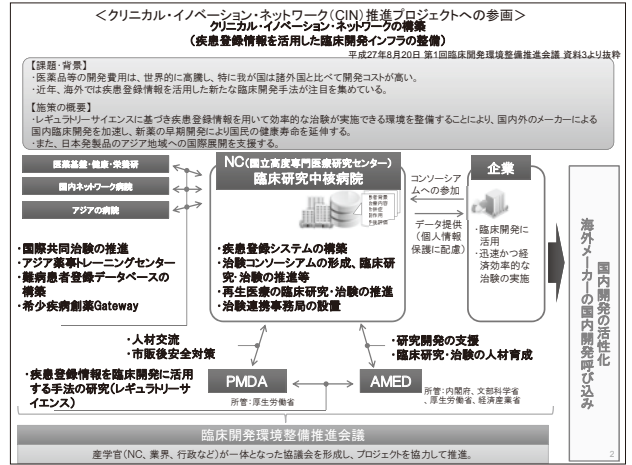 ＜クリニカル・イノベーション・ネットワーク（CIN）推進プロジェクトへの参画＞
クリニカル・イノベーション・ネットワークの構築
（疾患登録情報を活用した臨床開発インフラの整備）
平成27年8月20日 第1回臨床開発環境整備推進会議 資料3より抜粋
【課題・背景】
・医薬品等の開発費用は、世界的に高騰し、特に我が国は諸外国と比べて開発コストが高い。
・近年、海外では疾患登録情報を活用した新たな臨床開発手法が注目を集めている。
【施策の概要】
・レギュラトリーサイエンスに基づき疾患登録情報を用いて効率的な治験が実施できる環境を整備することにより、国内外のメーカーによる
国内臨床開発を加速し、新薬の早期開発により国民の健康寿命を延伸する。
・また、日本発製品のアジア地域への国際展開を支援する。
医薬基盤・健康・栄養研
国内ネットワーク病院
アジアの病院
・国際共同治験の推進
・アジア薬事トレーニングセンター
・難病患者登録データベースの
構築
・希少疾病創薬Gateway
NC（国立高度専門医療研究センター）
臨床研究中核病院
患者背景
治療内容
合併症
副作用
予後評価
・疾患登録システムの構築
・治験コンソーシアムの形成、臨床研
究・治験の推進等
・再生医療の臨床研究・治験の推進
・治験連携事務局の設置
コンソーシ
アムへの参加
データ提供
（個人情報
保護に配慮）
企業
・臨床開発に
活用
・迅速かつ経
済効率的な
治験の実施
国内開発の活性化
海外メーカーの国内開発呼び込み
・人材交流
・市販後安全対策
・研究開発の支援
・臨床研究・治験の人材育成
・疾患登録情報を臨床開発に活用
する手法の研究（レギュラトリーサ
イエンス）
PMDA
所管：厚生労働省
AMED
所管：内閣府、文部科学省
、厚生労働省、経済産業省
臨床開発環境整備推進会議
産学官（NC、業界、行政など）が一体となった協議会を形成し、プロジェクトを協力して推進。
2